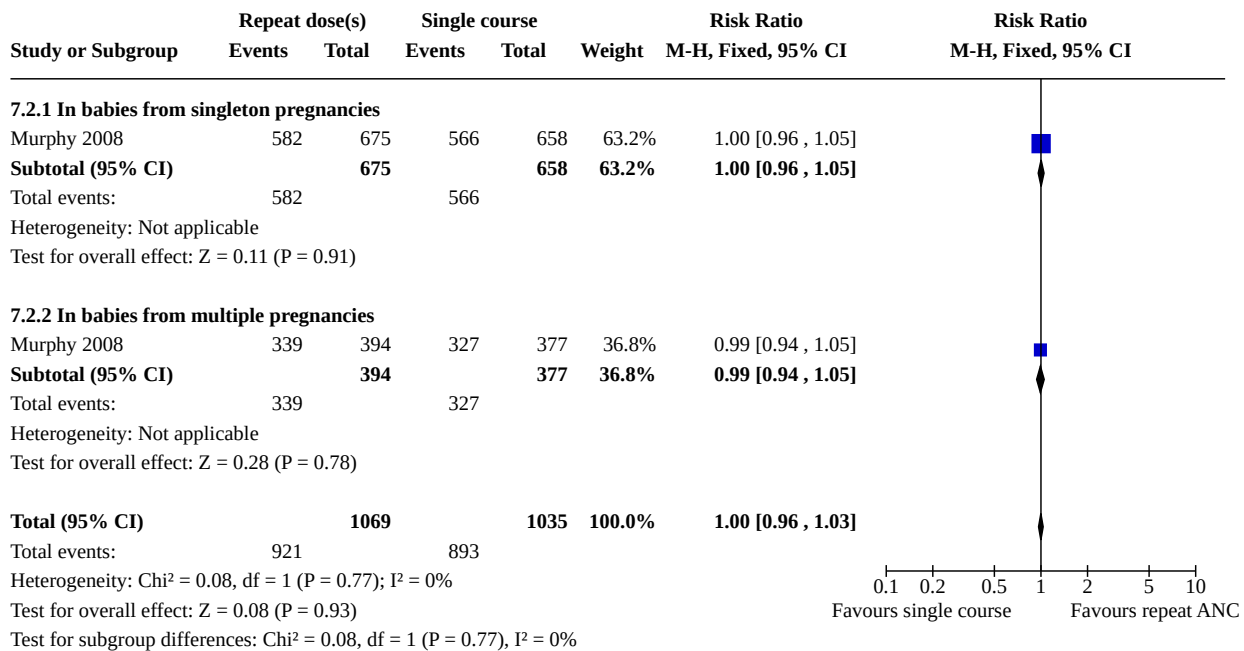 Repeat dose(s) Single course Risk Ratio Risk Ratio
Study or Subgroup Events Total Events Total Weight M-H, Fixed, 95% CI M-H, Fixed, 95% CI
7.2.1 In babies from singleton pregnancies
Murphy 2008 582 675 566 658 63.2% 1.00 [0.96 , 1.05]
Subtotal (95% CI) 675 658 63.2% 1.00 [0.96 , 1.05]
Total events: 582 566
Heterogeneity: Not applicable
Test for overall effect: Z = 0.11 (P = 0.91)
7.2.2 In babies from multiple pregnancies
Murphy 2008 339 394 327 377 36.8% 0.99 [0.94 , 1.05]
Subtotal (95% CI) 394 377 36.8% 0.99 [0.94 , 1.05]
Total events: 339 327
Heterogeneity: Not applicable
Test for overall effect: Z = 0.28 (P = 0.78)
Total (95% CI) 1069 1035 100.0% 1.00 [0.96 , 1.03]
Total events: 921 893
Heterogeneity: Chi² = 0.08, df = 1 (P = 0.77); I² = 0% 0.1 0.2 0.5 1 2 5 10
Test for overall effect: Z = 0.08 (P = 0.93) Favours single course Favours repeat ANC
Test for subgroup differences: Chi² = 0.08, df = 1 (P = 0.77), I² = 0%